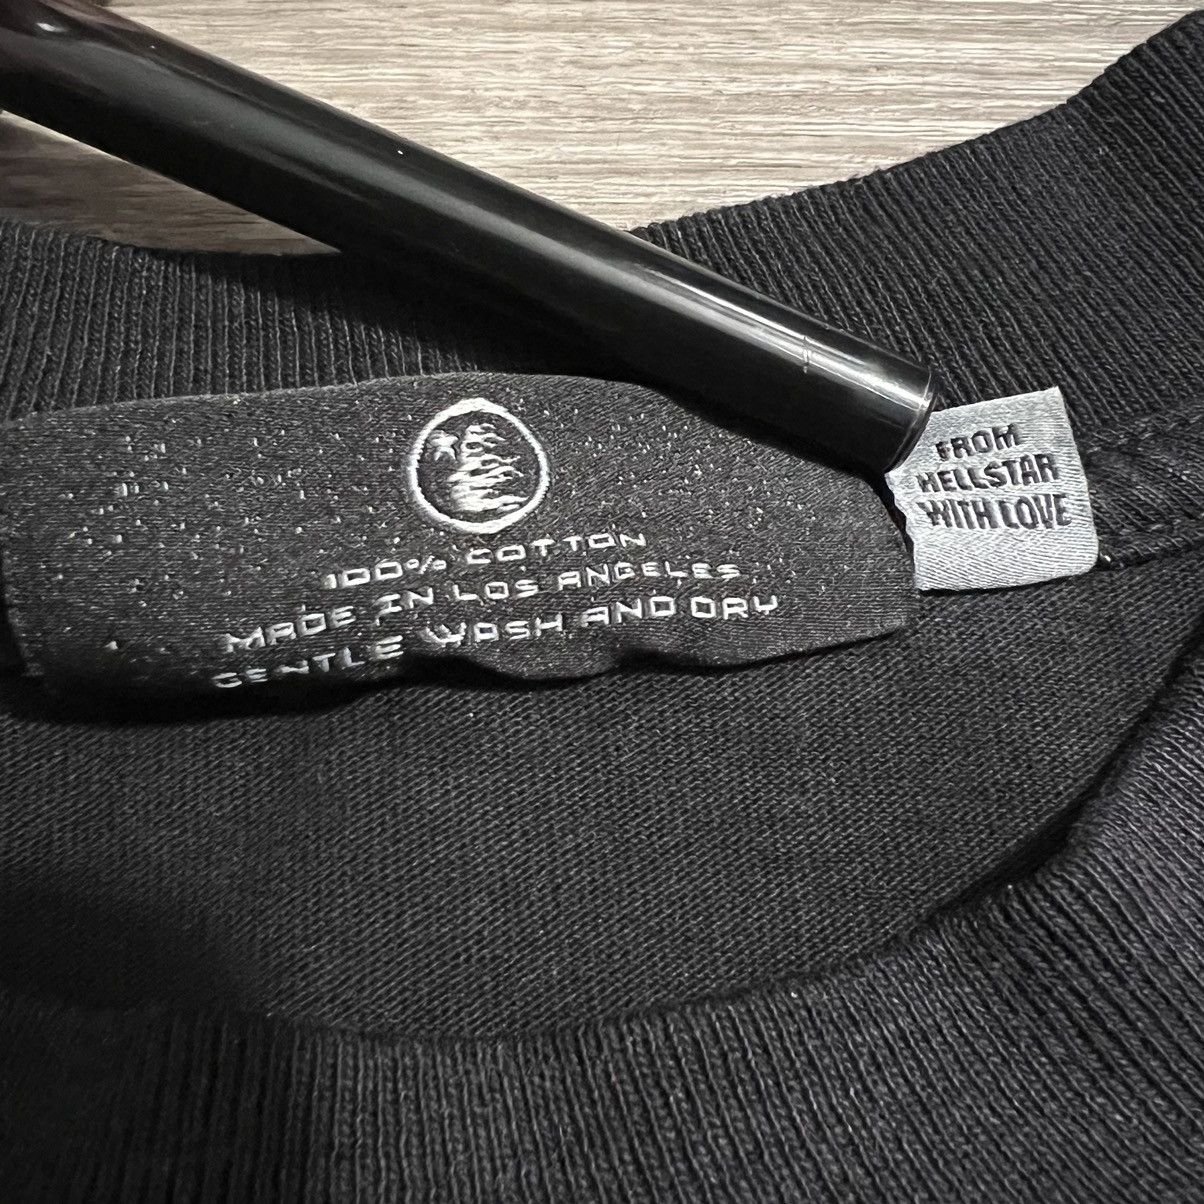 100% COTTON
MADE IN LOS ANGELES
GENTLE WASH AND DRY
FROM
HELLSTAR
WITH LOVE